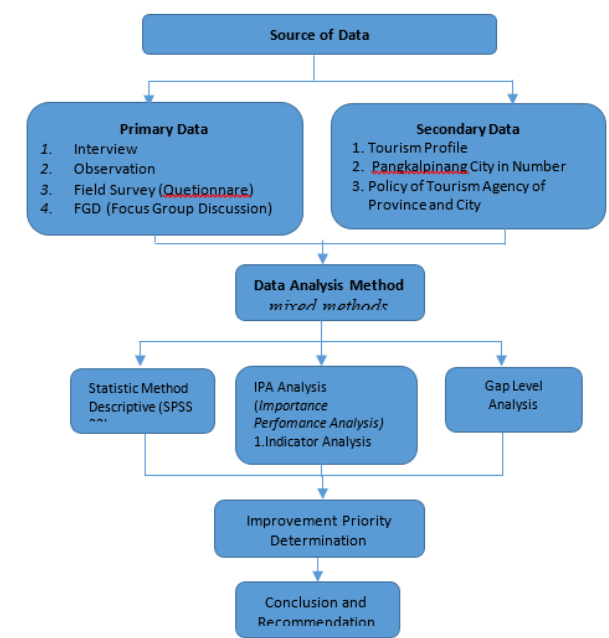 Source of Data
Primary Data
1. Interview
2. Observation
3. Field Survey (Quetionnare)
4. FGD (Focus Group Discussion)
Secondary Data
1. Tourism Profile
2. Pangkalpinang City in Number
3. Policy of Tourism Agency of
Province and City
Data Analysis Method
mixed methods
Statistic Method
Descriptive (SPSS
IPA Analysis
(Importance
Perfomance Analysis)
1.Indicator Analysis
Gap Level
Analysis
Improvement Priority
Determination
Conclusion and
Recommendation